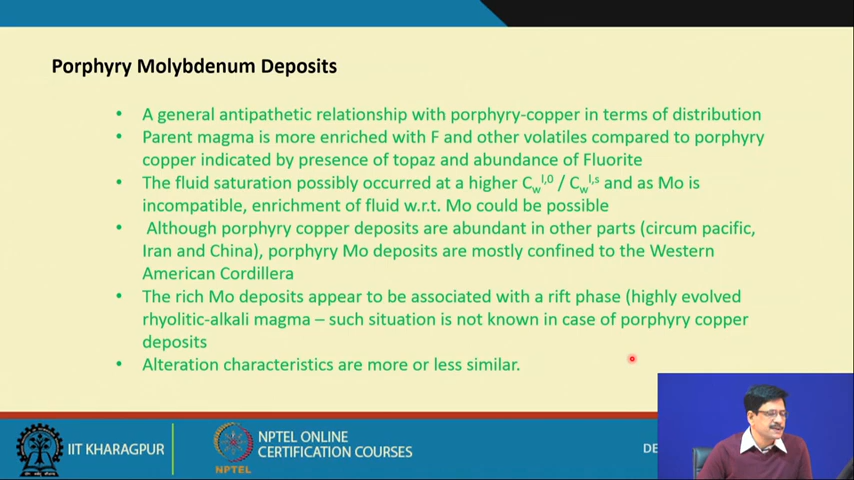 Porphyry Molybdenum Deposits
• A general antipathetic relationship with porphyry-copper in terms of distribution
• Parent magma is more enriched with F and other volatiles compared to porphyry
copper indicated by presence of topaz and abundance of Fluorite
• The fluid saturation possibly occurred at a higher C_w^l,0 / C_w^l,s and as Mo is
incompatible, enrichment of fluid w.r.t. Mo could be possible
• Although porphyry copper deposits are abundant in other parts (circum pacific,
Iran and China), porphyry Mo deposits are mostly confined to the Western
American Cordillera
• The rich Mo deposits appear to be associated with a rift phase (highly evolved
rhyolitic-alkali magma – such situation is not known in case of porphyry copper
deposits
• Alteration characteristics are more or less similar.
IIT KHARAGPUR
NPTEL
NPTEL ONLINE
CERTIFICATION COURSES
DE